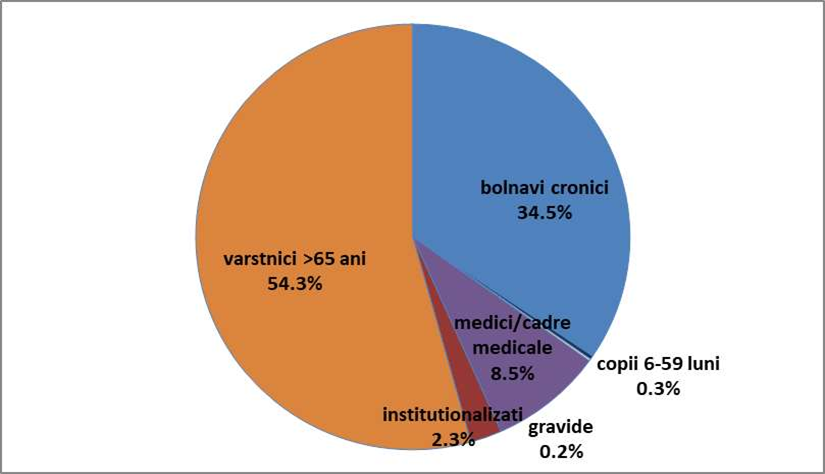 bolnavi cronici
34.5%
varstnici >65 ani
54.3%
medici/cadre
medicale
8.5%
copii 6-59 luni
0.3%
institutionalizati
2.3%
gravide
0.2%